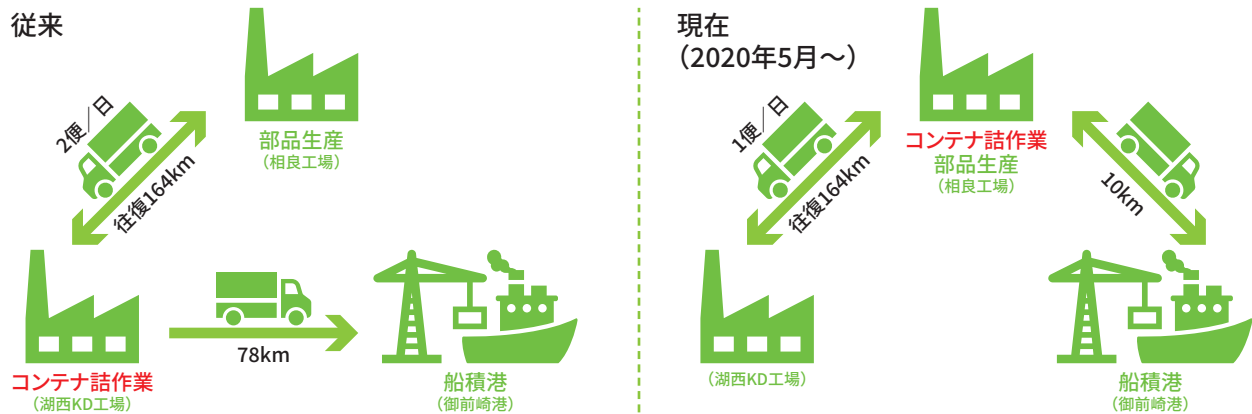 従来
2便／日
往復164km
部品生産
（相良工場）
コンテナ詰作業
（湖西KD工場）
78km
船積港
（御前崎港）
現在
（2020年5月〜）
1便／日
往復164km
コンテナ詰作業
部品生産
（相良工場）
10km
（湖西KD工場）
船積港
（御前崎港）